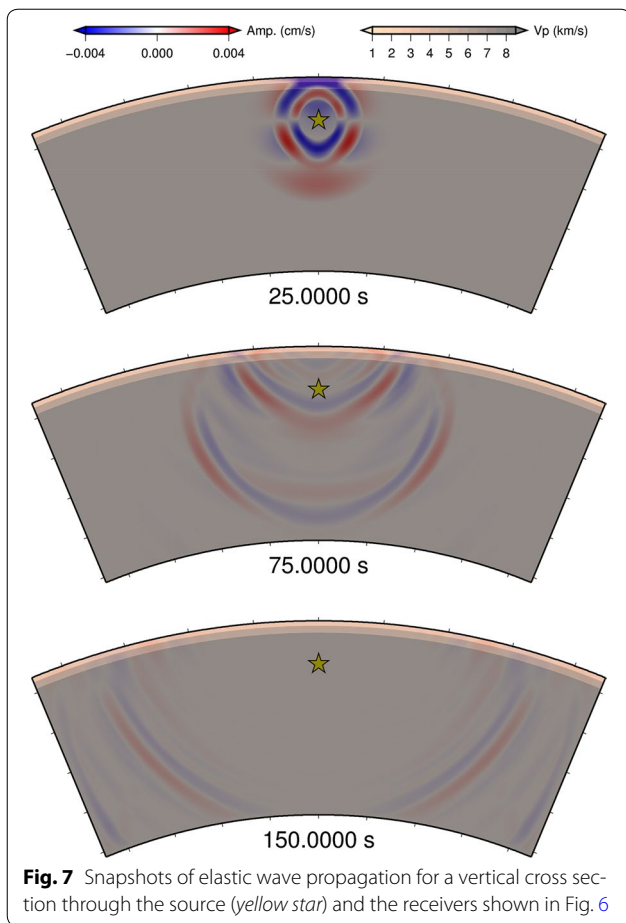 Amp. (cm/s)
−0.004 0.000 0.004
Vp (km/s)
1 2 3 4 5 6 7 8
25.0000 s
75.0000 s
150.0000 s
Fig. 7 Snapshots of elastic wave propagation for a vertical cross sec-
tion through the source (yellow star) and the receivers shown in Fig. 6